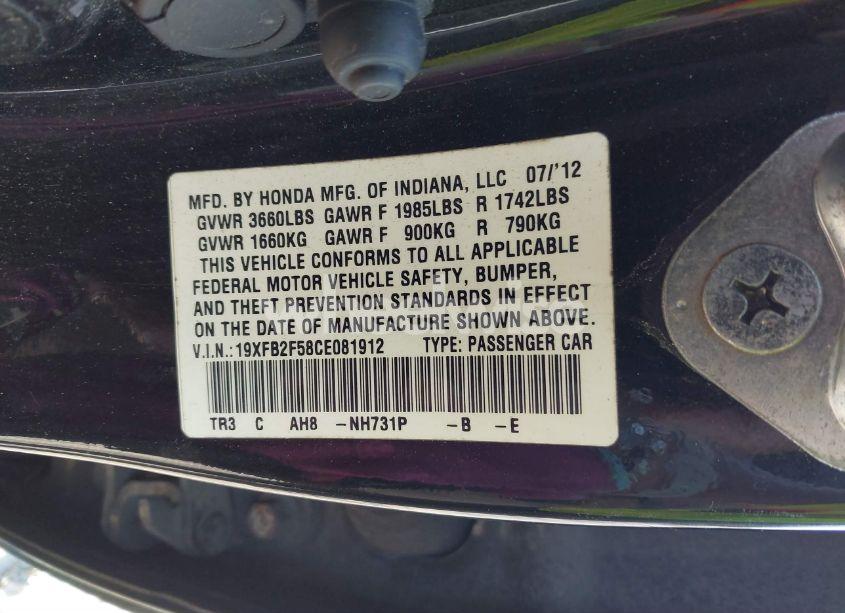 MFD. BY HONDA MFG. OF INDIANA, LLC 07/'12
GVWR 3660LBS GAWR F 1985LBS R 1742LBS
GVWR 1660KG GAWR F 900KG R 790KG
THIS VEHICLE CONFORMS TO ALL APPLICABLE
FEDERAL MOTOR VEHICLE SAFETY, BUMPER,
AND THEFT PREVENTION STANDARDS IN EFFECT
ON THE DATE OF MANUFACTURE SHOWN ABOVE.
V.I.N.:19XFB2F58CE081912 TYPE: PASSENGER CAR
TR3 C AH8 -NH731P -B -E